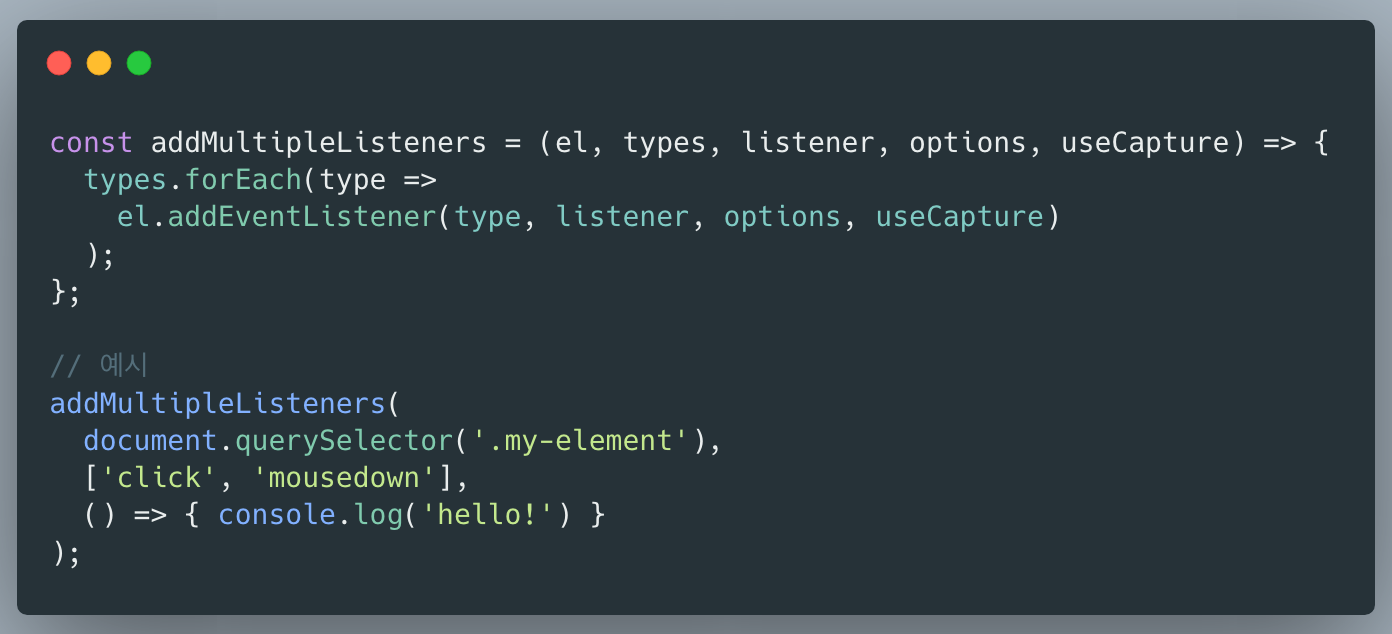 const addMultipleListeners = (el, types, listener, options, useCapture) => {
  types.forEach(type =>
    el.addEventListener(type, listener, options, useCapture)
  );
};

// 예시
addMultipleListeners(
  document.querySelector('.my-element'),
  ['click', 'mousedown'],
  () => { console.log('hello!') }
);